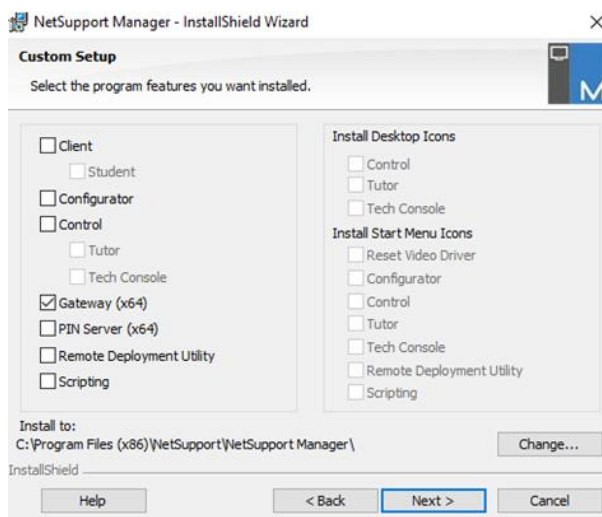 NetSupport Manager - InstallShield Wizard
Custom Setup
Select the program features you want installed.
M
Client
Student
Configurator
Control
Tutor
Tech Console
Gateway (x64)
PIN Server (x64)
Remote Deployment Utility
Scripting
Install Desktop Icons
Control
Tutor
Tech Console
Install Start Menu Icons
Reset Video Driver
Configurator
Control
Tutor
Tech Console
Remote Deployment Utility
Scripting
Install to:
C:\Program Files (x86)\NetSupport\NetSupport Manager\
Change...
InstallShield
Help
< Back
Next >
Cancel